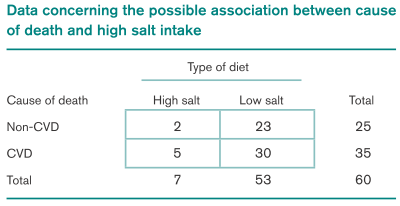 Data concerning the possible association between cause
of death and high salt intake
Type of diet
Cause of death High salt Low salt Total
Non-CVD 2 23 25
CVD 5 30 35
Total 7 53 60